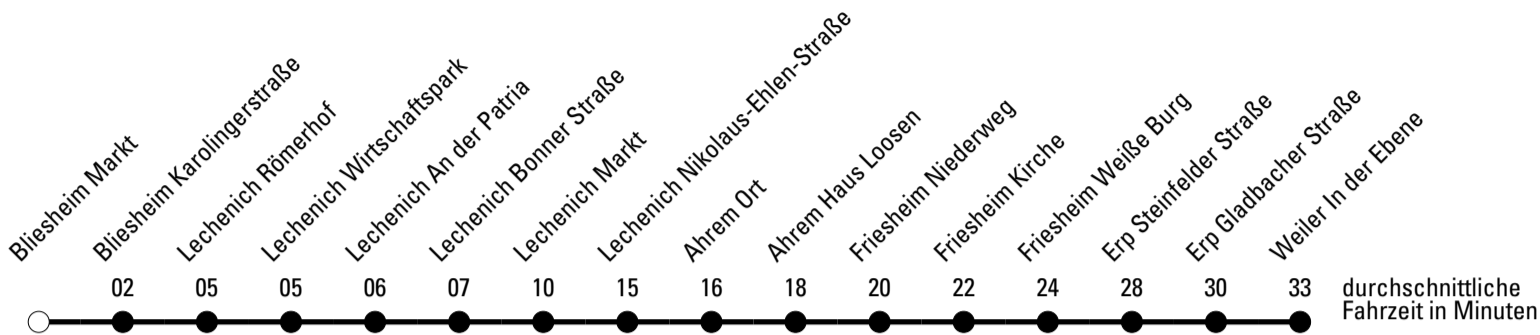 Bliesheim Markt
Bliesheim Karolingerstraße
Lechenich Römerhof
Lechenich Wirtschaftspark
Lechenich An der Patria
Lechenich Bonner Straße
Lechenich Markt
Lechenich Nikolaus-Ehlen-Straße
Ahrem Ort
Ahrem Haus Loosen
Friesheim Niederweg
Friesheim Kirche
Friesheim Weiße Burg
Erp Steinfelder Straße
Erp Gladbacher Straße
Weiler In der Ebene
02 05 05 06 07 10 15 16 18 20 22 24 28 30 33
durchschnittliche
Fahrzeit in Minuten